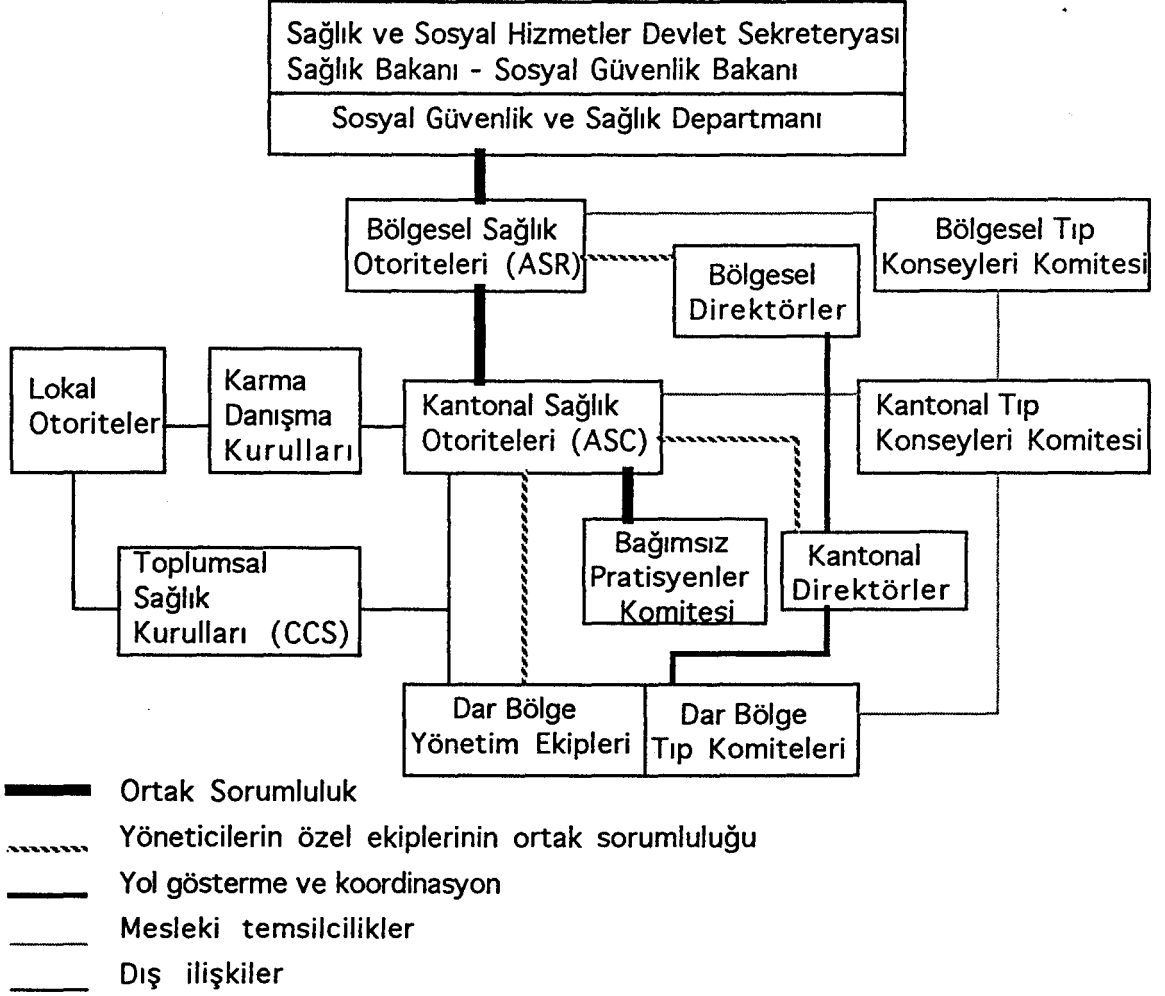 Sağlık ve Sosyal Hizmetler Devlet Sekreteryası
Sağlık Bakanı - Sosyal Güvenlik Bakanı
Sosyal Güvenlik ve Sağlık Departmanı
Bölgesel Sağlık
Otoriteleri (ASR)
Bölgesel
Direktörler
Bölgesel Tıp
Konseyleri Komitesi
Lokal
Otoriteler
Karma
Danışma
Kurulları
Kantonal Sağlık
Otoriteleri (ASC)
Kantonal Tıp
Konseyleri Komitesi
Toplumsal
Sağlık
Kurulları (CCS)
Bağımsız
Pratisyenler
Komitesi
Kantonal
Direktörler
Dar Bölge
Yönetim Ekipleri
Dar Bölge
Tıp Komiteleri
Ortak Sorumluluk
Yöneticilerin özel ekiplerinin ortak sorumluluğu
Yol gösterme ve koordinasyon
Mesleki temsilcilikler
Dış ilişkiler